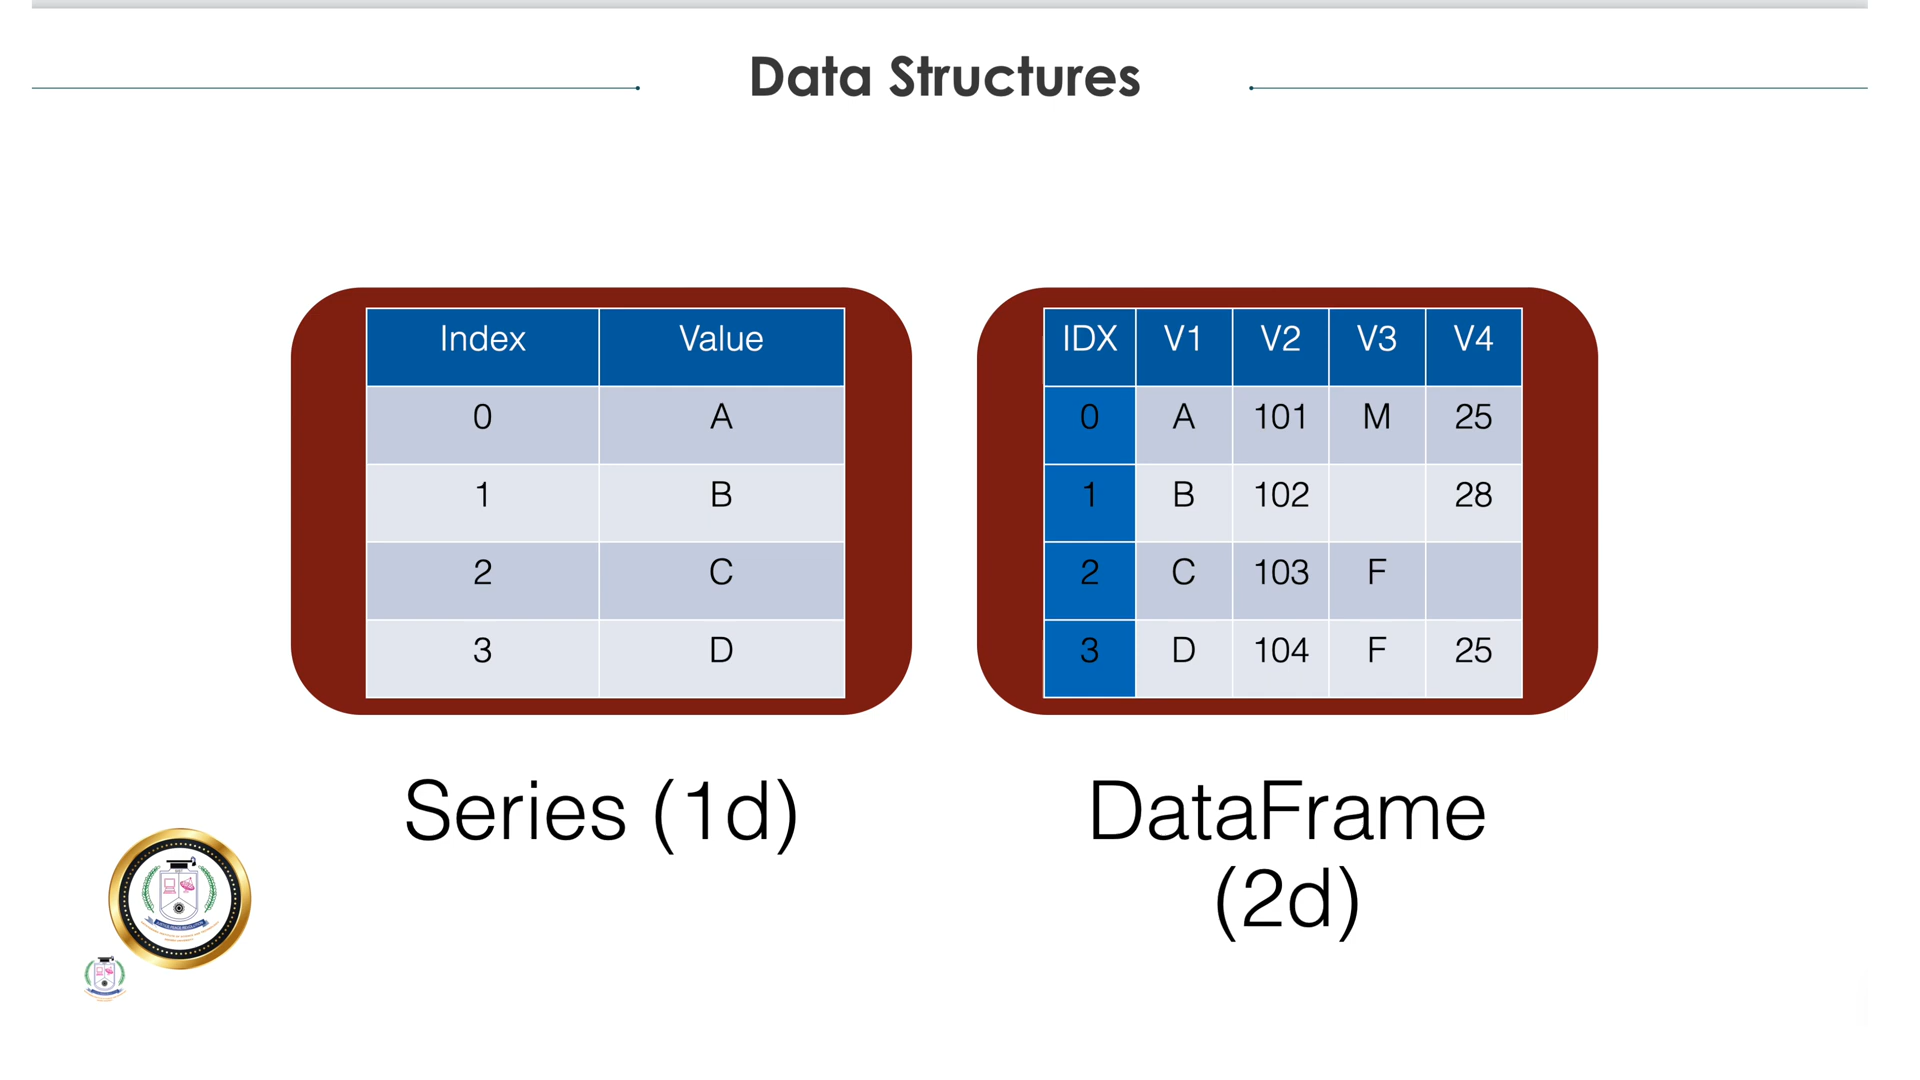 Data Structures
Index Value
0 A
1 B
2 C
3 D
Series (1d)
IDX V1 V2 V3 V4
0 A 101 M 25
1 B 102 28
2 C 103 F
3 D 104 F 25
DataFrame
(2d)